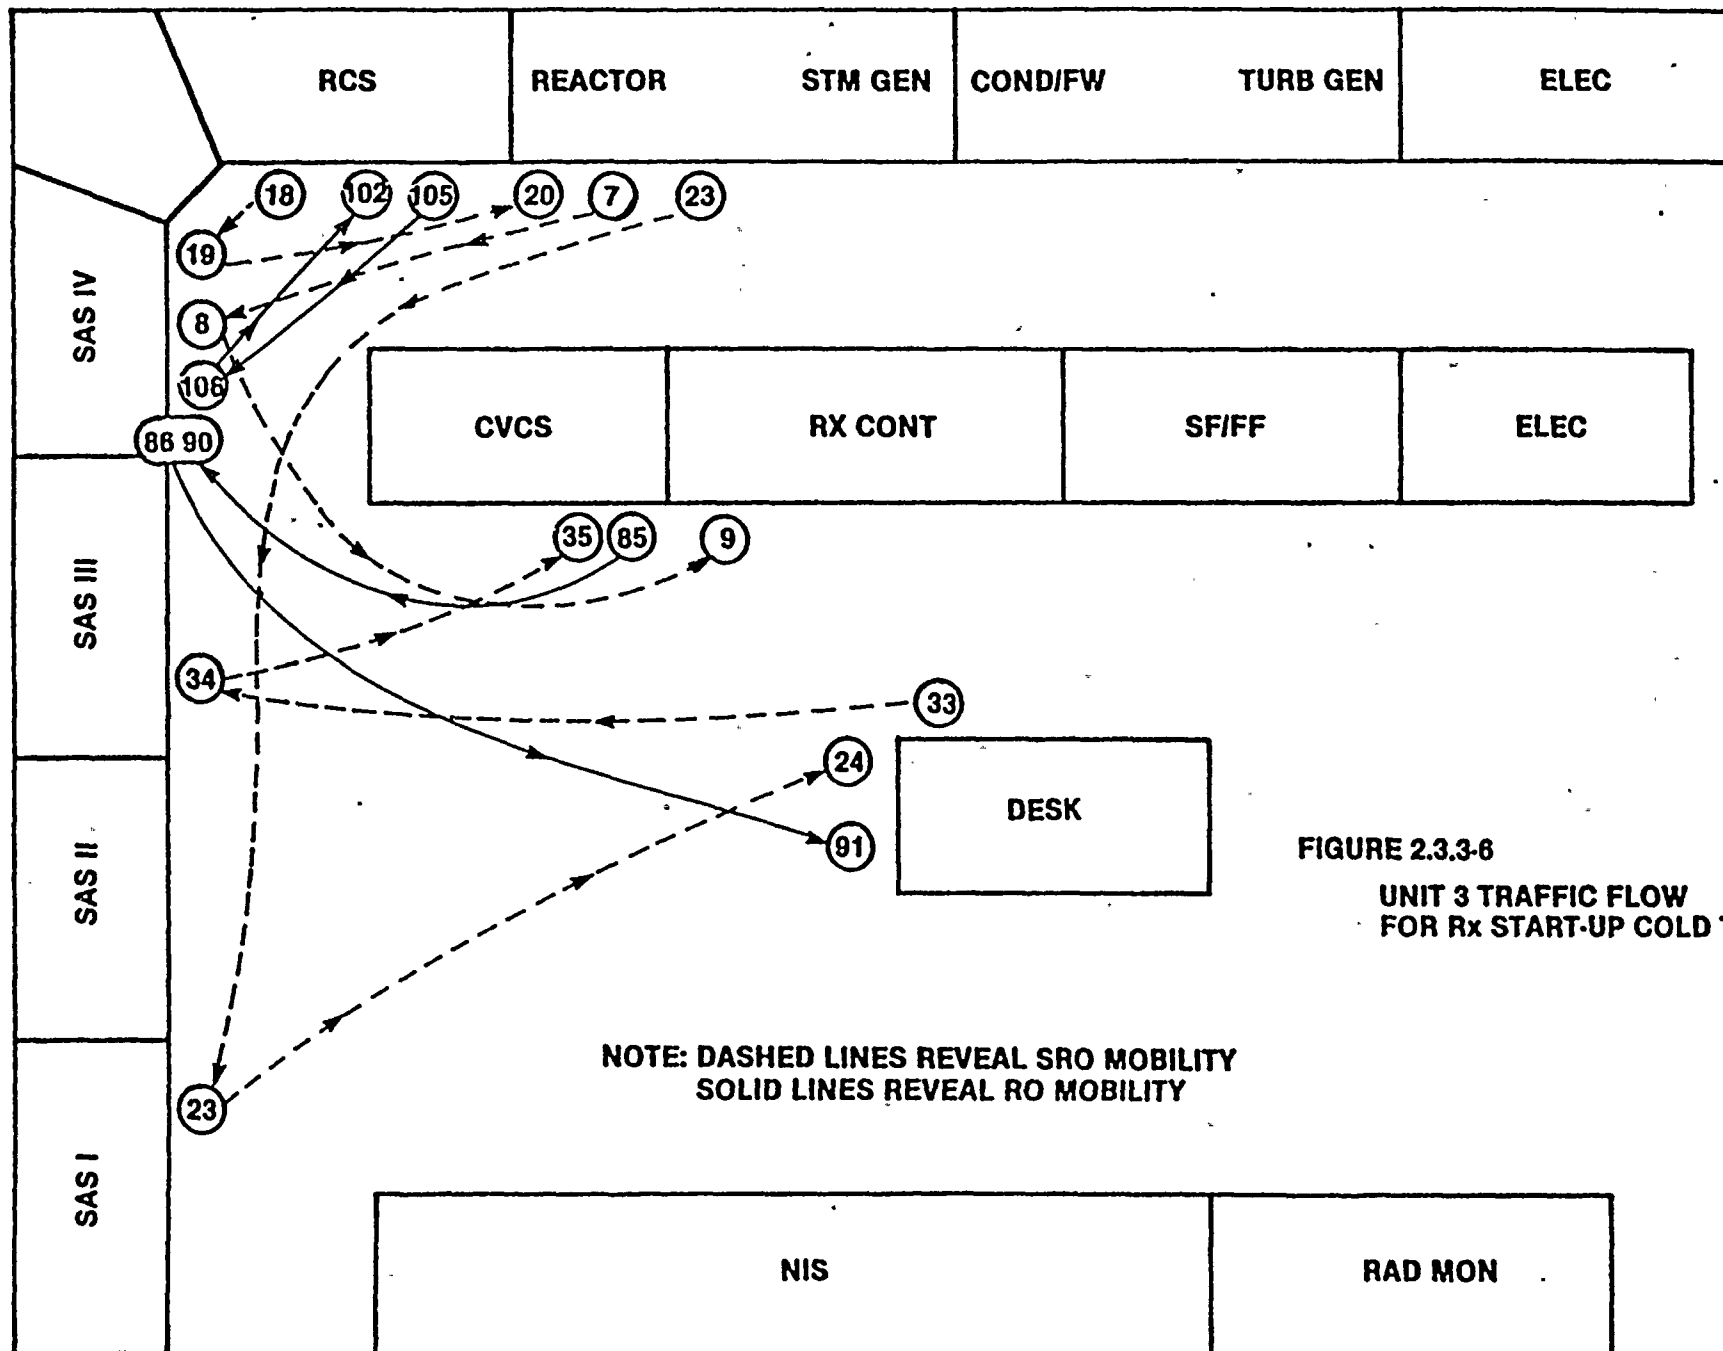 RCS
REACTOR
STM GEN
COND/FW
TURB GEN
ELEC
18
102
105
20
7
23
19
SAS IV
8
106
86 90
CVCS
RX CONT
SF/FF
ELEC
35
85
9
SAS III
34
33
24
DESK
91
FIGURE 2.3.3-6
UNIT 3 TRAFFIC FLOW
FOR Rx START-UP COLD
SAS II
NOTE: DASHED LINES REVEAL SRO MOBILITY
SOLID LINES REVEAL RO MOBILITY
23
SAS I
NIS
RAD MON